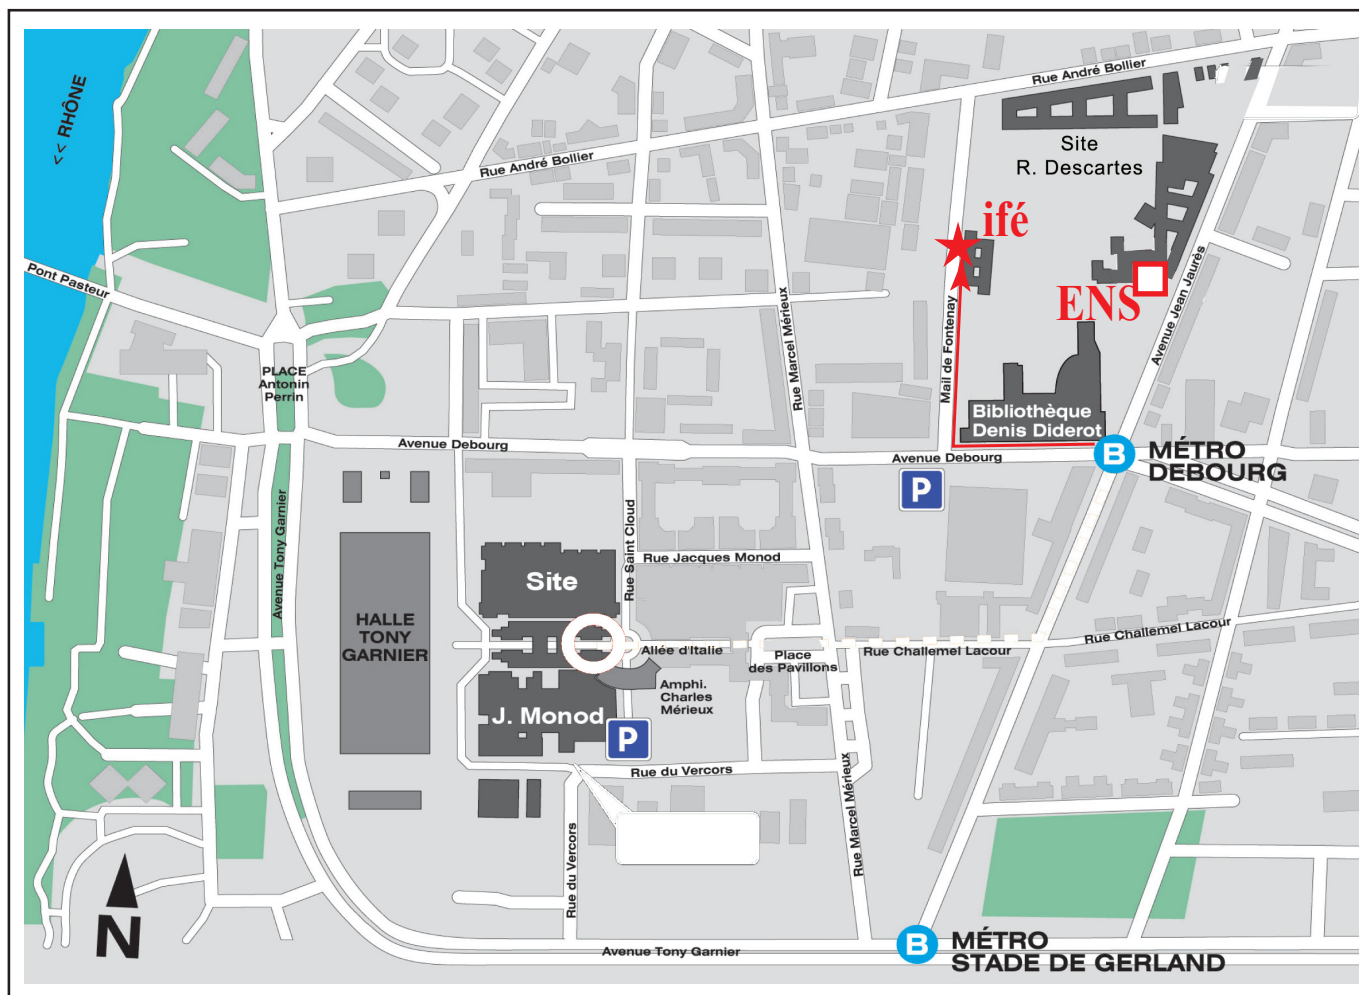 << RHÔNE
Rue André Bollier
Site
R. Descartes
Rue André Bollier
ifé
Pont Pasteur
ENS
Avenue Jean Jaurès
Rue Marcel Mérieux
Mail de Fontenay
PLACE
Antonin
Perrin
Bibliothèque
Denis Diderot
Avenue Debourg
Avenue Debourg
B
MÉTRO
DEBOURG
P
Avenue Tony Garnier
Rue Saint Cloud
Rue Jacques Monod
Site
HALLE
TONY
GARNIER
Allée d'Italie
Place
des Pavillons
Rue Challemel Lacour
Rue Challemel Lacour
Amphi.
Charles
Mérieux
J. Monod
P
Rue du Vercors
Rue Marcel Mérieux
Rue du Vercors
N
Avenue Tony Garnier
B
MÉTRO
STADE DE GERLAND